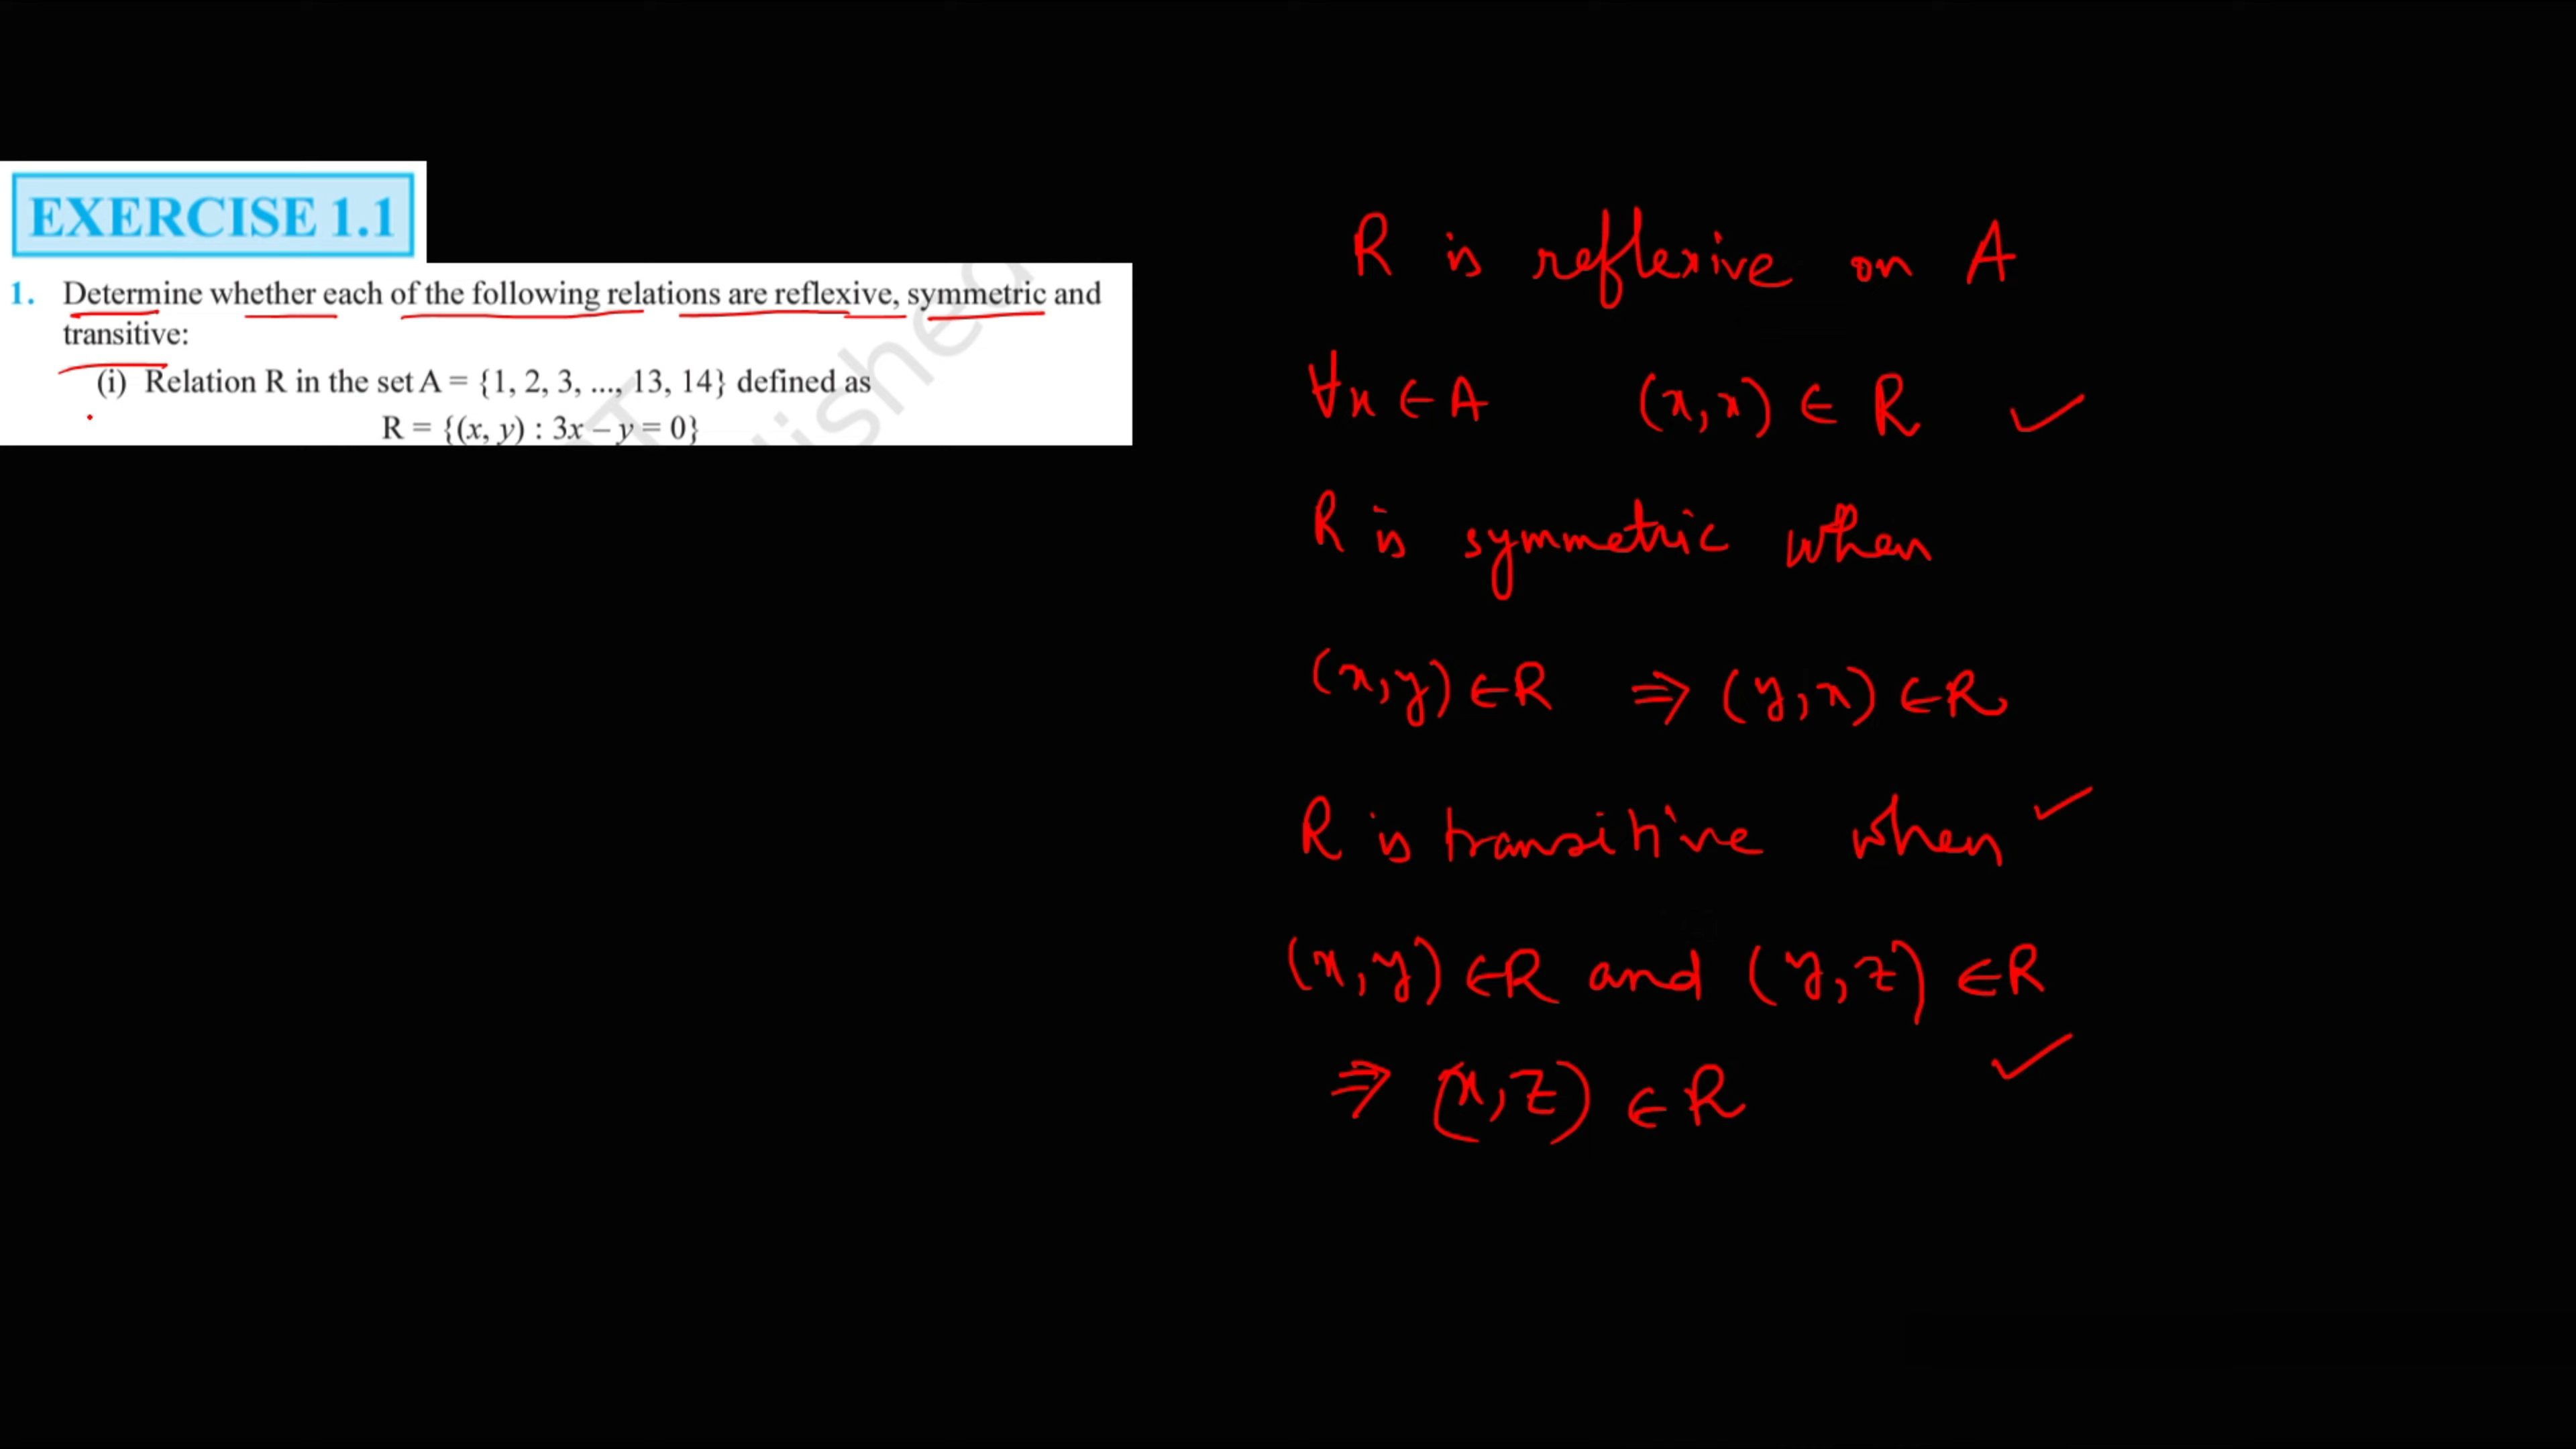 EXERCISE 1.1
1. Determine whether each of the following relations are reflexive, symmetric and
transitive:
(i) Relation R in the set A = {1, 2, 3, ..., 13, 14} defined as
R = {(x, y) : 3x – y = 0}
R is reflexive on A
∀x ∈ A (x,x) ∈ R ✓
R is symmetric when
(x,y) ∈ R ⇒ (y,x) ∈ R
R is transitive when ✓
(x,y) ∈ R and (y,z) ∈ R
⇒ (x,z) ∈ R ✓